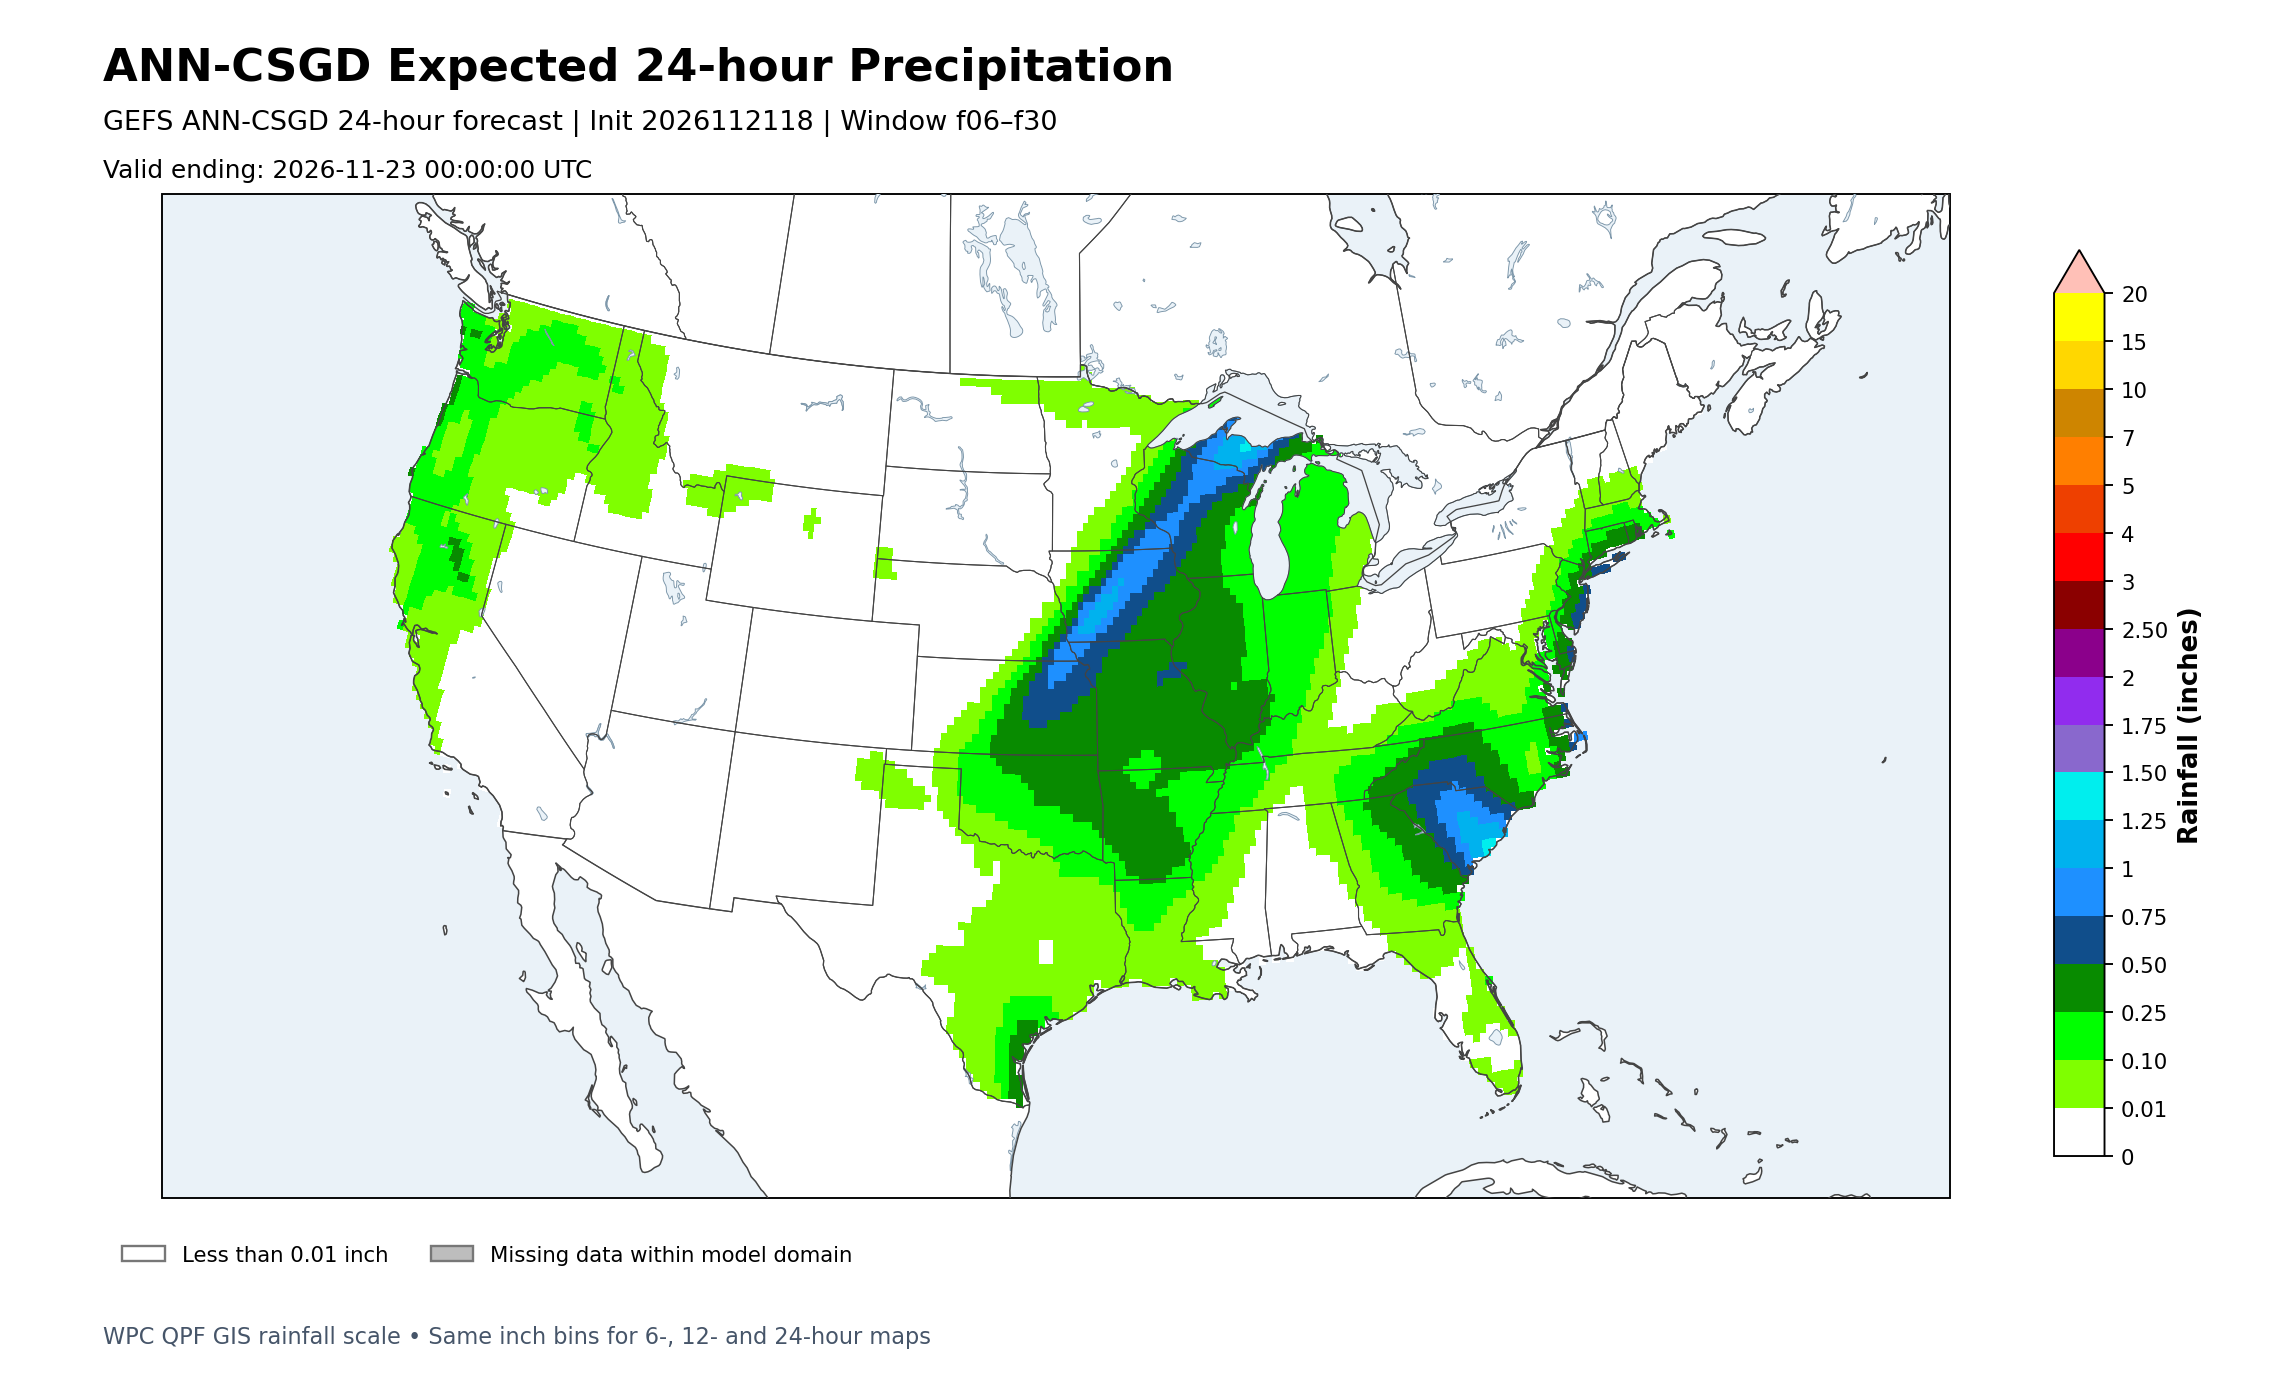 ANN-CSGD Expected 24-hour Precipitation
GEFS ANN-CSGD 24-hour forecast | Init 2026112118 | Window f06–f30
Valid ending: 2026-11-23 00:00:00 UTC
20
15
10
7
5
4
3
2.50
2
1.75
1.50
1.25
1
0.75
0.50
0.25
0.10
0.01
0
Rainfall (inches)
Less than 0.01 inch
Missing data within model domain
WPC QPF GIS rainfall scale • Same inch bins for 6-, 12- and 24-hour maps